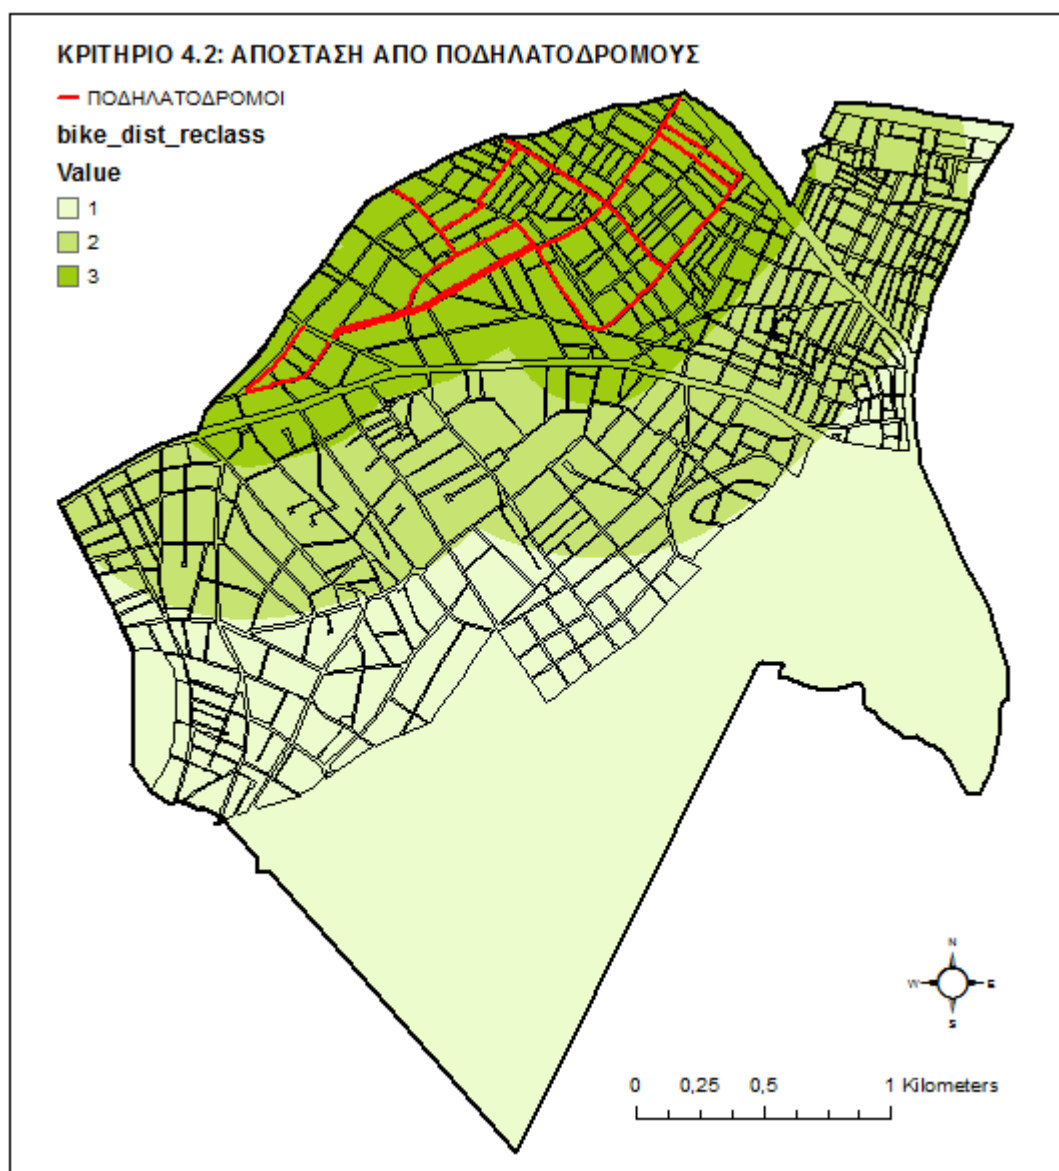 ΚΡΙΤΗΡΙΟ 4.2: ΑΠΟΣΤΑΣΗ ΑΠΟ ΠΟΔΗΛΑΤΟΔΡΟΜΟΥΣ
ΠΟΔΗΛΑΤΟΔΡΟΜΟΙ
bike_dist_reclass
Value
1
2
3
N
W E
S
0 0,25 0,5 1 Kilometers